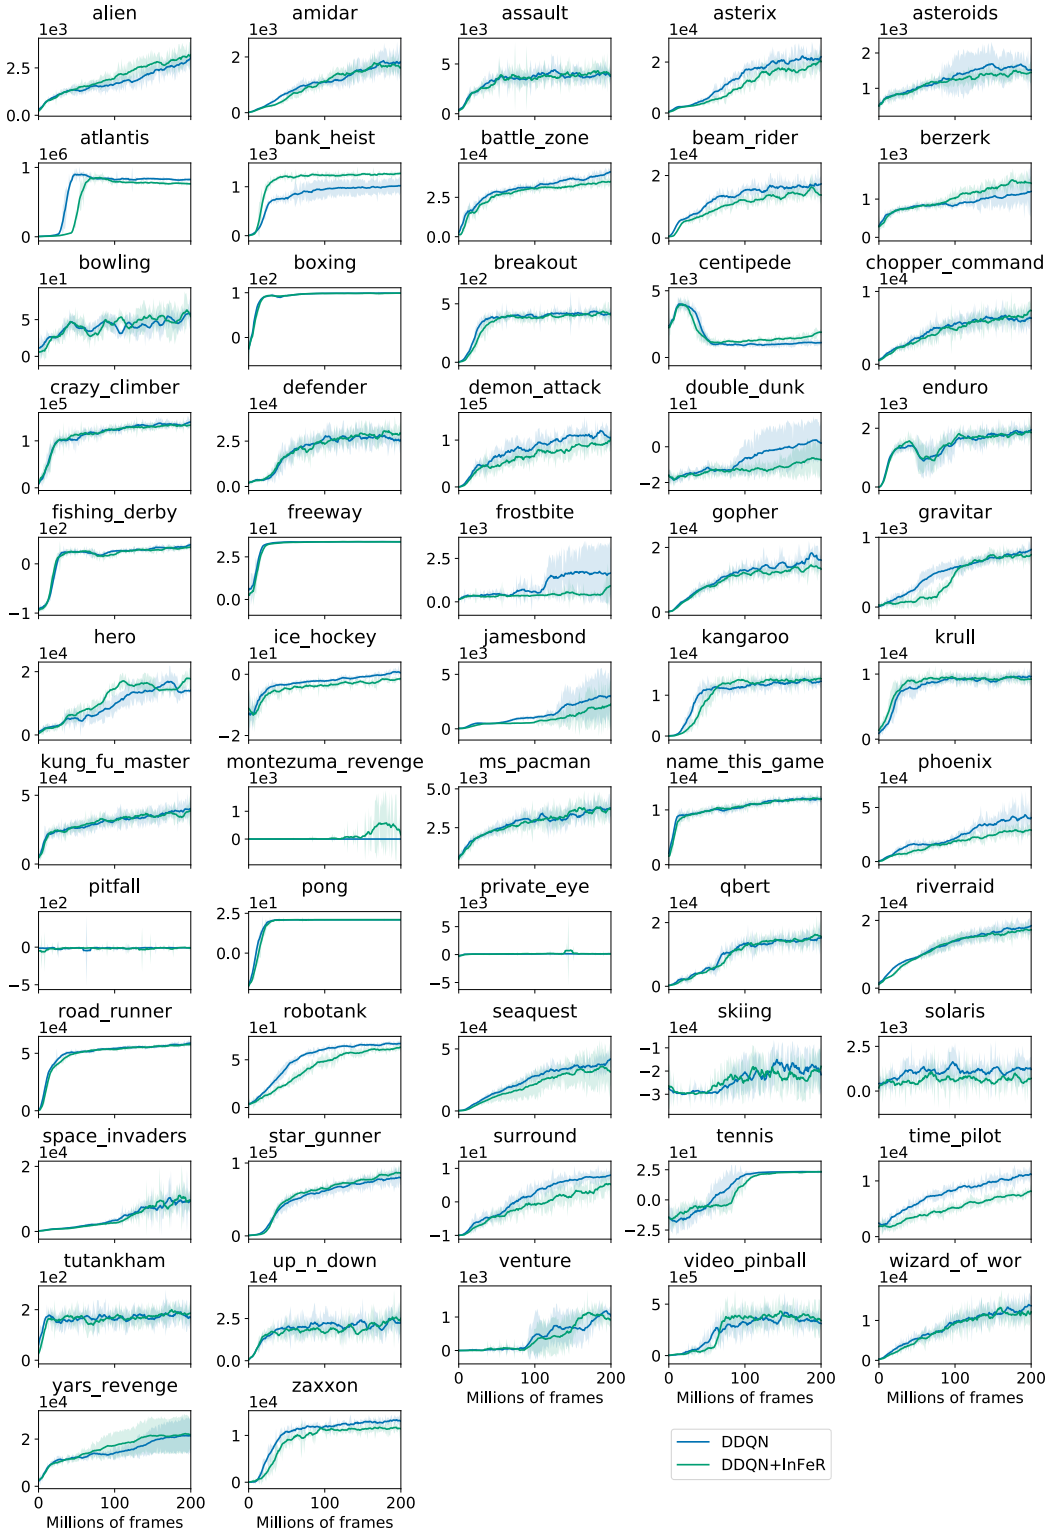 alien amidar assault asterix asteroids
1e3 1e3 1e3 1e4 1e3
2.5 0.0 2 0 5.0 2.5 0.0 2 0 2 1
atlantis bank_heist battle_zone beam_rider berzerk
1e6 1e3 1e4 1e4 1e3
1 0 1 0 2.5 0.0 2 0 1 0
bowling boxing breakout centipede chopper_command
1e1 1e2 1e2 1e3 1e4
5 0 1 0 5 0 5 0 1 0
crazy_climber defender demon_attack double_dunk enduro
1e5 1e4 1e5 1e1 1e3
1 0 2.5 0.0 1 0 0 −2 2 0
fishing_derby freeway frostbite gopher gravitar
1e2 1e1 1e3 1e4 1e3
0 −1 2.5 0.0 2.5 0.0 2 1 0 1 0
hero ice_hockey jamesbond kangaroo krull
1e4 1e1 1e3 1e4 1e4
2 0 0 −2 5 0 1 0 1 0
kung_fu_master montezuma_revenge ms_pacman name_this_game phoenix
1e4 1e3 1e3 1e4 1e4
5 0 1 0 5.0 2.5 1 0 5 0
pitfall pong private_eye qbert riverraid
1e2 1e1 1e3 1e4 1e4
0 −5 2.5 0.0 5 0 −5 2 1 0 2 0
road_runner robotank seaquest skiing solaris
1e4 1e1 1e4 1e4 1e3
5 0 5 0 5 0 −1 −2 −3 2.5 0.0
space_invaders star_gunner surround tennis time_pilot
1e4 1e5 1e1 1e1 1e4
2 0 1 0 1 0 −1 2.5 0.0 −2.5 1 0
tutankham up_n_down venture video_pinball wizard_of_wor
1e2 1e4 1e3 1e5 1e4
2 0 2.5 0.0 1 0 5 0 1 0
0 100 200 0 100 200 0 100 200
Millions of frames Millions of frames Millions of frames
yars_revenge zaxxon
1e4 1e4
2 0 1 0
0 100 200 0 100 200
Millions of frames Millions of frames
DDQN
DDQN+InFeR